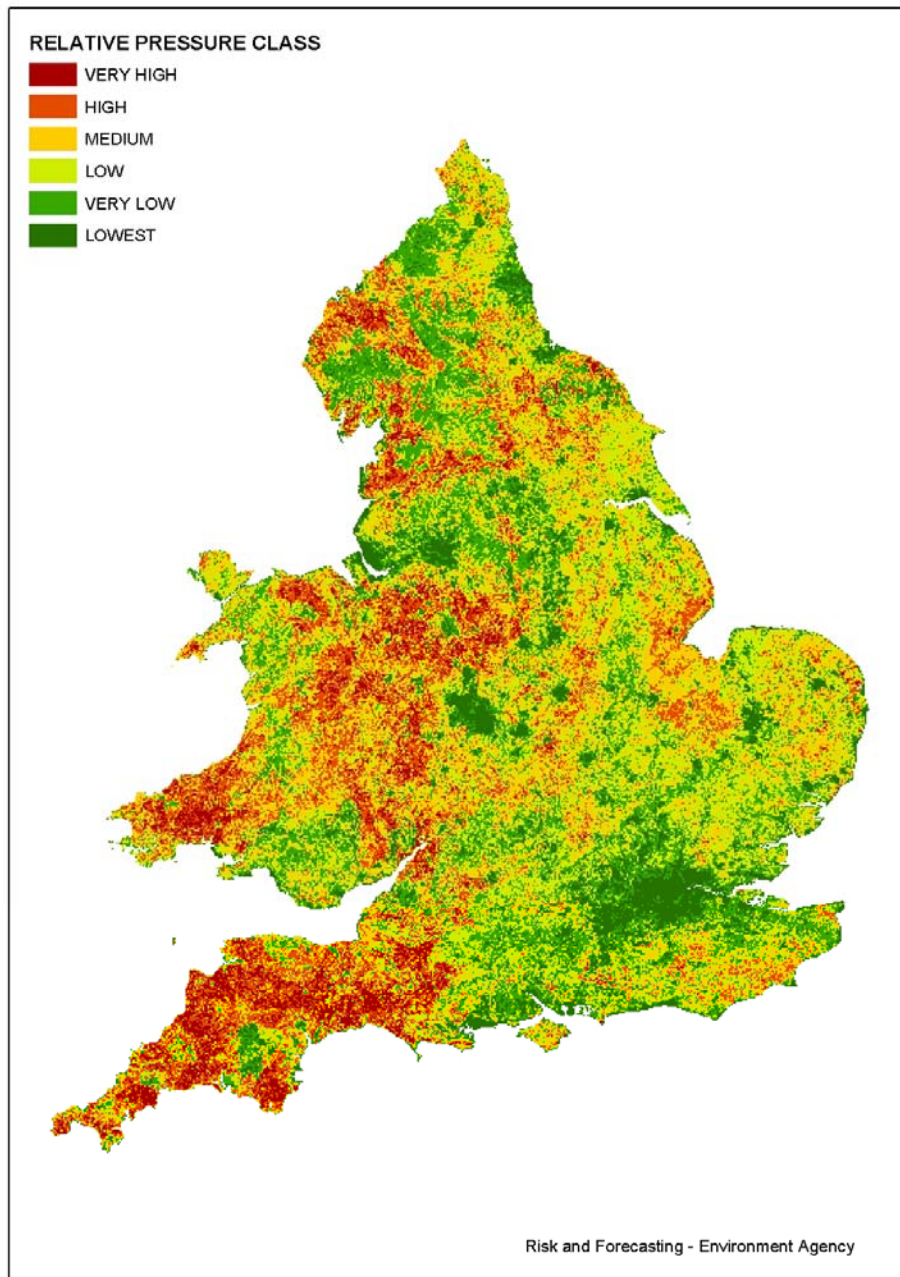 RELATIVE PRESSURE CLASS
VERY HIGH
HIGH
MEDIUM
LOW
VERY LOW
LOWEST
Risk and Forecasting - Environment Agency